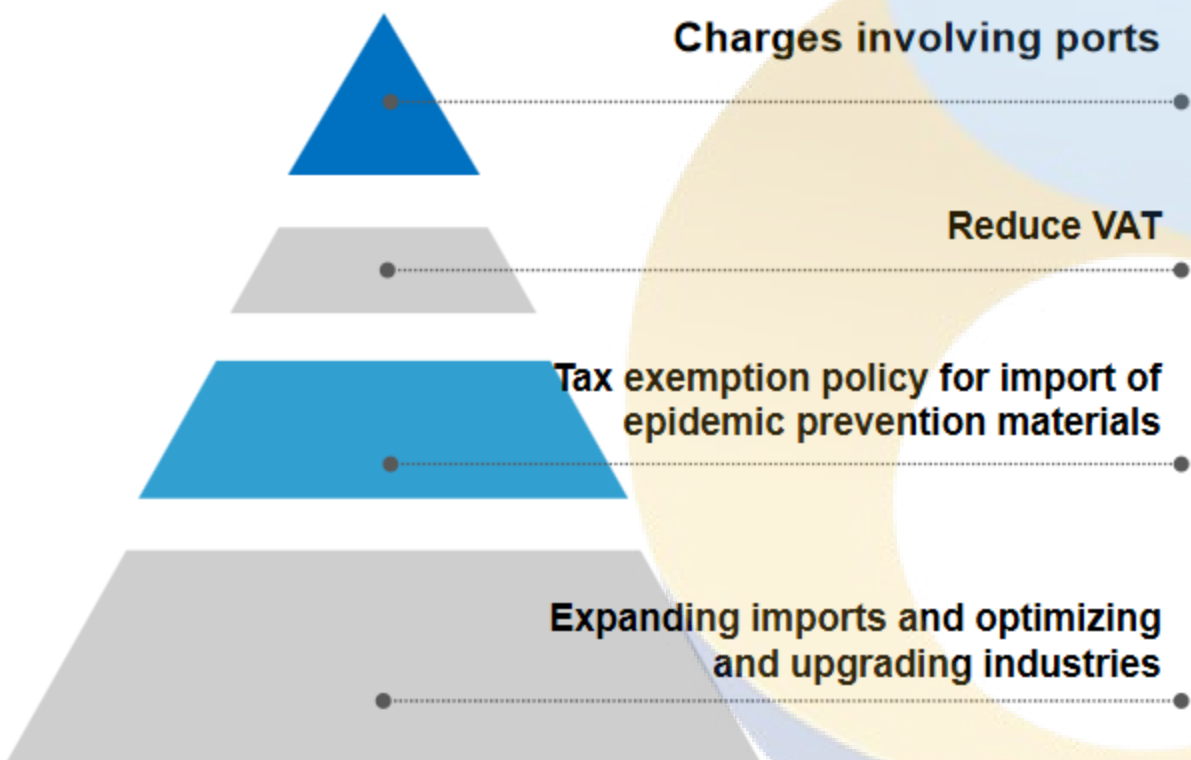 Charges involving ports
Reduce VAT
Tax exemption policy for import of
epidemic prevention materials
Expanding imports and optimizing
and upgrading industries